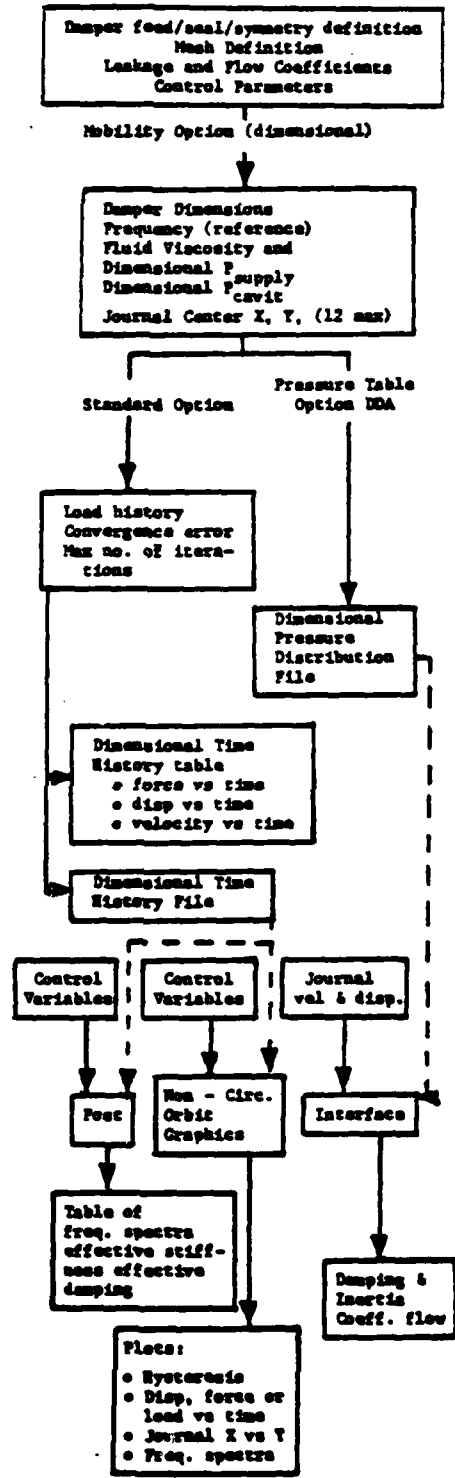 Damper feed/seal/symmetry definition
Mesh Definition
Leakage and Flow Coefficients
Control Parameters
Mobility Option (dimensional)
Damper Dimensions
Frequency (reference)
Fluid Viscosity and
Dimensional P supply
Dimensional P cavit
Journal Center X, Y, (12 max)
Standard Option
Pressure Table
Option DDA
Load history
Convergence error
Max no. of itera-
tions
Dimensional
Pressure
Distribution
File
Dimensional Time
History table
• force vs time
• disp vs time
• velocity vs time
Dimensional Time
History File
Control
Variables
Control
Variables
Journal
vel & disp.
Post
Non - Circ.
Orbit
Graphics
Interface
Table of
freq. spectra
effective stiff-
ness effective
damping
Damping &
Inertia
Coeff. flow
Plots:
• Hysteresis
• Disp, force or
load vs time
• Journal X vs Y
• Freq. spectra